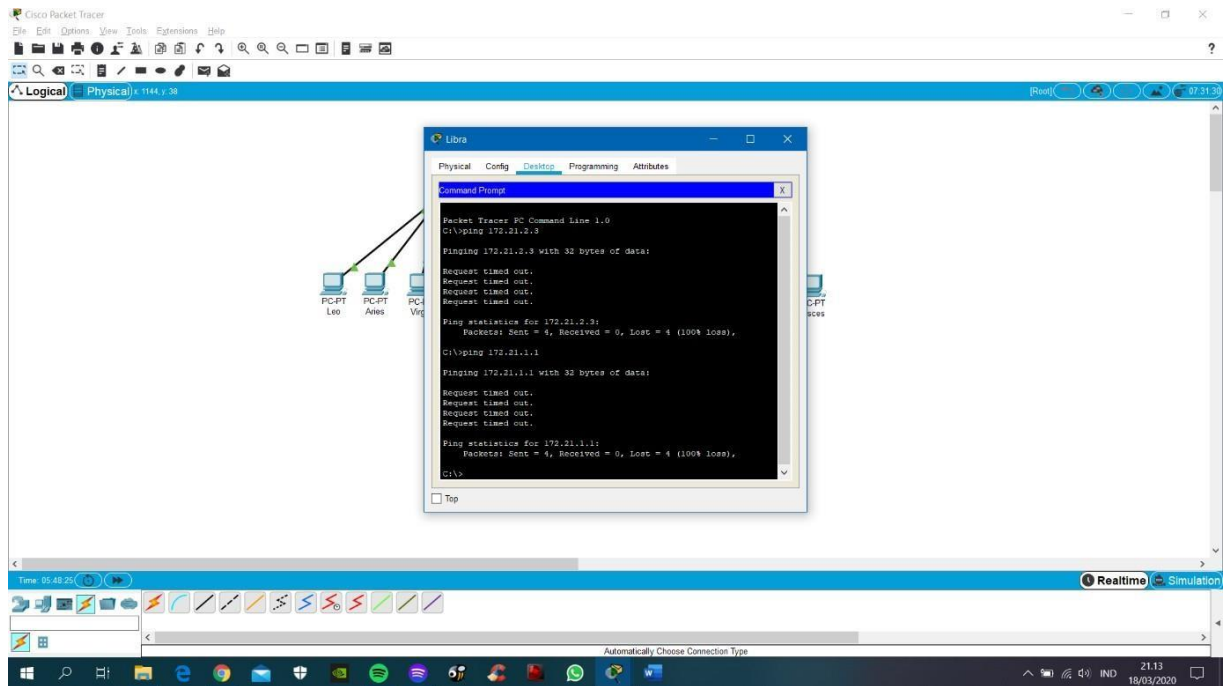 Cisco Packet Tracer
File Edit Options View Tools Extensions Help
?
Logical Physical x: 1144, y: 38 [Root] 07:31:30
Libra
Physical Config Desktop Programming Attributes
Command Prompt X
Packet Tracer PC Command Line 1.0
C:\>ping 172.21.2.3
Pinging 172.21.2.3 with 32 bytes of data:
Request timed out.
Request timed out.
Request timed out.
Request timed out.
Ping statistics for 172.21.2.3:
Packets: Sent = 4, Received = 0, Lost = 4 (100% loss),
C:\>ping 172.21.1.1
Pinging 172.21.1.1 with 32 bytes of data:
Request timed out.
Request timed out.
Request timed out.
Request timed out.
Ping statistics for 172.21.1.1:
Packets: Sent = 4, Received = 0, Lost = 4 (100% loss),
C:\>
Top
PC-PT
Leo
PC-PT
Aries
PC-
Virg
C-PT
sces
Time: 05:48:25
Realtime Simulation
Automatically Choose Connection Type
IND
21.13
18/03/2020